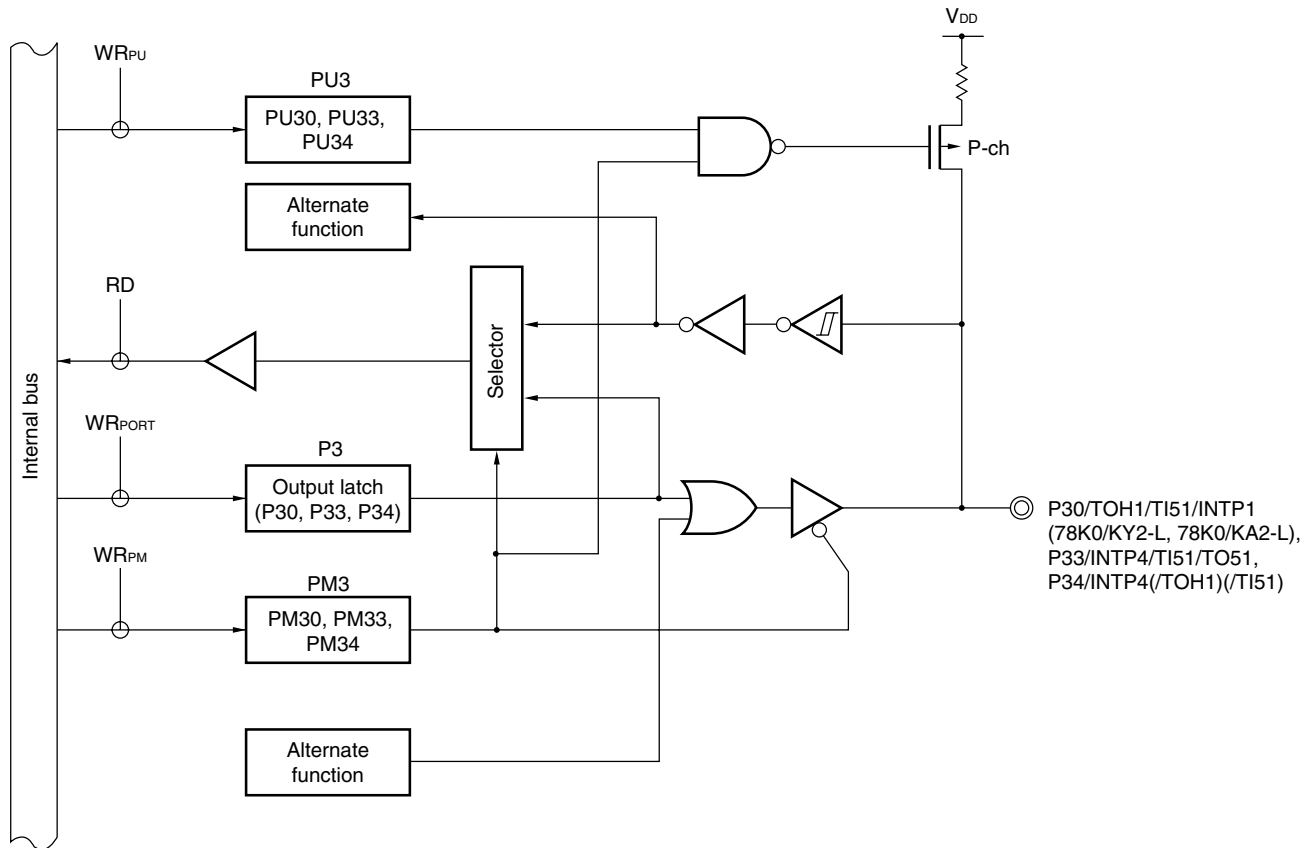 VDD
WRPU
PU3
PU30, PU33,
PU34
P-ch
Alternate
function
RD
Selector
Internal bus
WRPORT
P3
Output latch
(P30, P33, P34)
P30/TOH1/TI51/INTP1
(78K0/KY2-L, 78K0/KA2-L),
P33/INTP4/TI51/TO51,
P34/INTP4(/TOH1)(/TI51)
WRPM
PM3
PM30, PM33,
PM34
Alternate
function